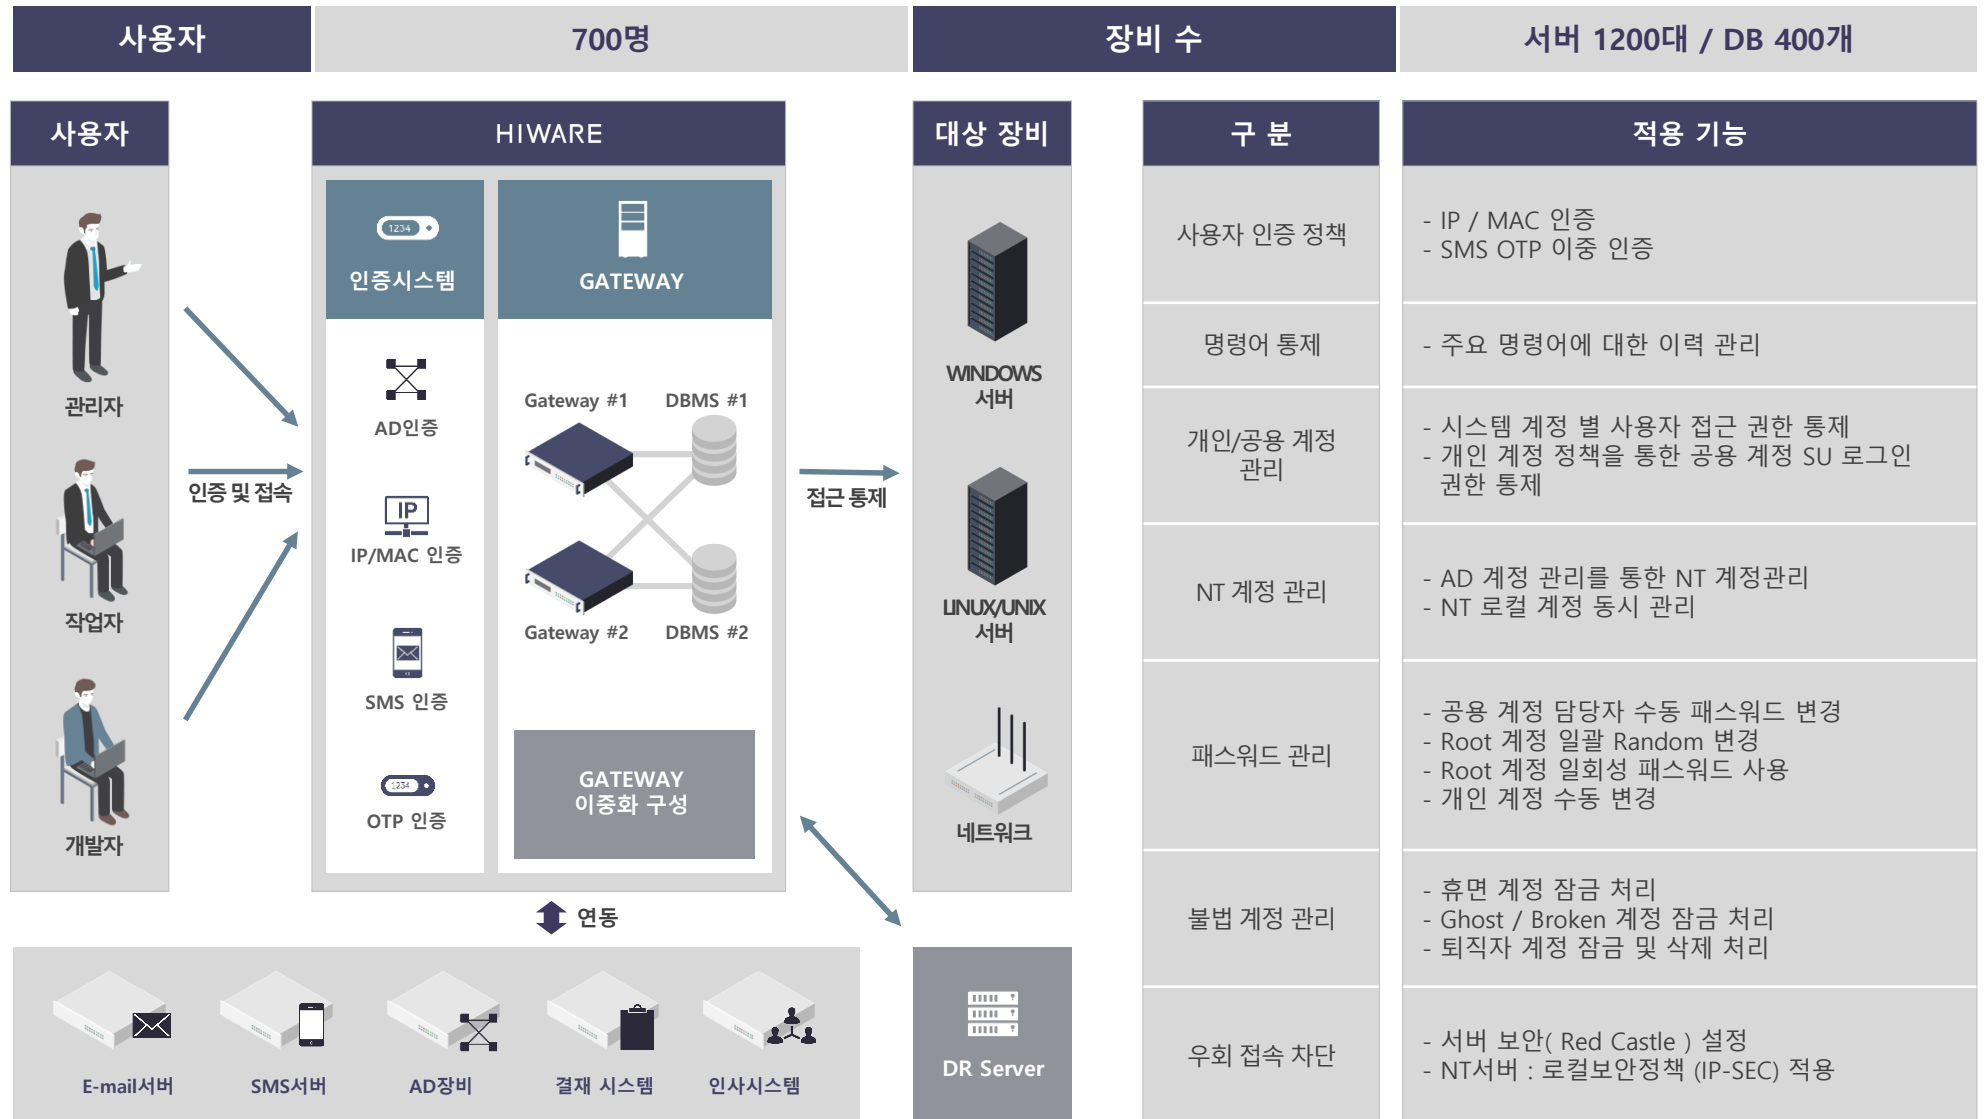 사용자
700명
장비 수
서버 1200대 / DB 400개
사용자
관리자
작업자
개발자
인증 및 접속
HIWARE
1234
인증시스템
GATEWAY
AD인증
IP
IP/MAC 인증
SMS 인증
1234
OTP 인증
Gateway #1
DBMS #1
Gateway #2
DBMS #2
GATEWAY
이중화 구성
접근 통제
대상 장비
WINDOWS
서버
LINUX/UNIX
서버
네트워크
연동
E-mail서버
SMS서버
AD장비
결재 시스템
인사시스템
DR Server
구 분
적용 기능
사용자 인증 정책
- IP / MAC 인증
- SMS OTP 이중 인증
명령어 통제
- 주요 명령어에 대한 이력 관리
개인/공용 계정
관리
- 시스템 계정 별 사용자 접근 권한 통제
- 개인 계정 정책을 통한 공용 계정 SU 로그인
권한 통제
NT 계정 관리
- AD 계정 관리를 통한 NT 계정관리
- NT 로컬 계정 동시 관리
패스워드 관리
- 공용 계정 담당자 수동 패스워드 변경
- Root 계정 일괄 Random 변경
- Root 계정 일회성 패스워드 사용
- 개인 계정 수동 변경
불법 계정 관리
- 휴면 계정 잠금 처리
- Ghost / Broken 계정 잠금 처리
- 퇴직자 계정 잠금 및 삭제 처리
우회 접속 차단
- 서버 보안( Red Castle ) 설정
- NT서버 : 로컬보안정책 (IP-SEC) 적용